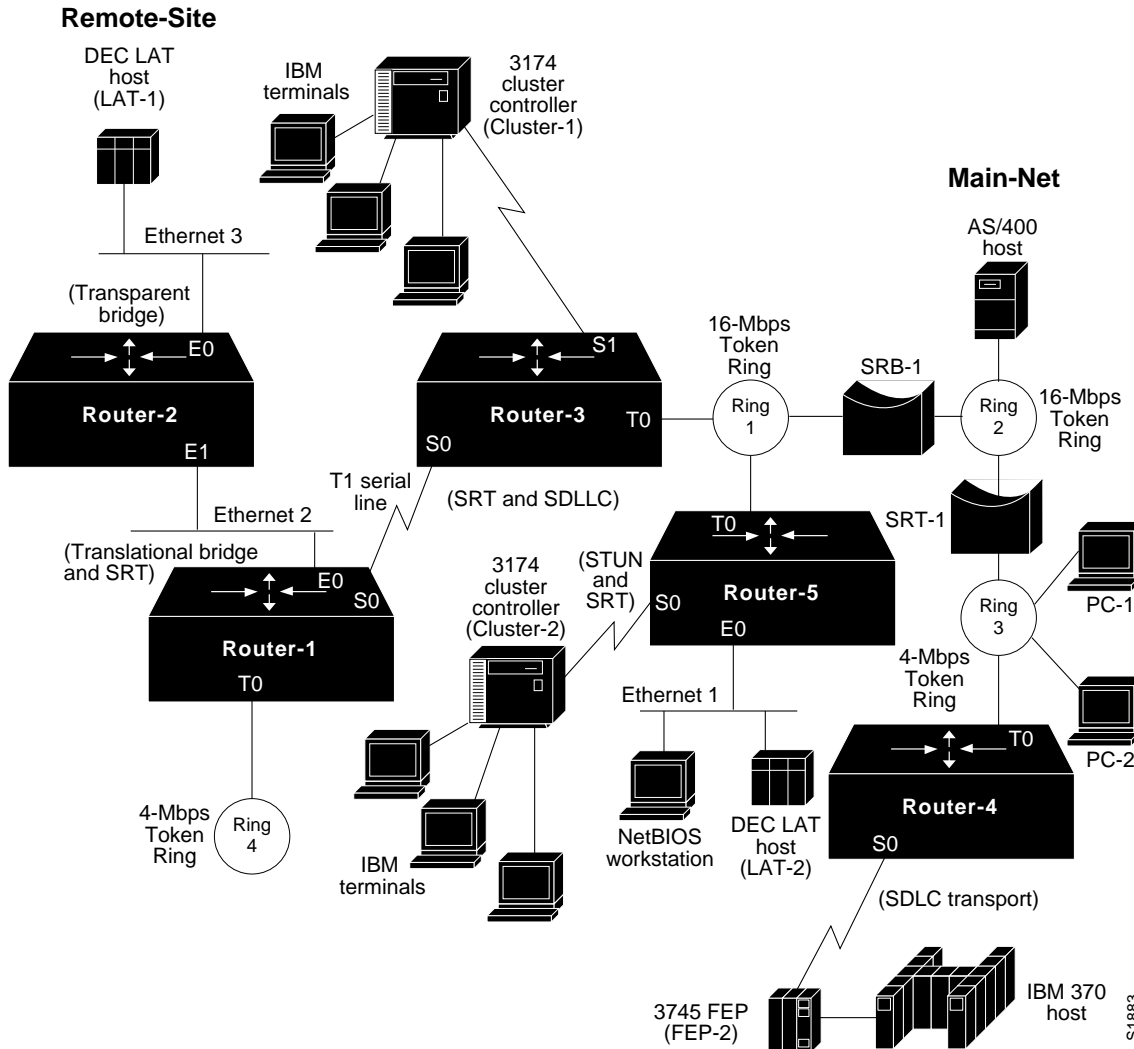 Remote-Site
DEC LAT
host
(LAT-1)
IBM
terminals
3174
cluster
controller
(Cluster-1)
Main-Net
AS/400
host
Ethernet 3
(Transparent
bridge)
E0
Router-2
E1
S1
Router-3
T0
S0
16-Mbps
Token
Ring
Ring
1
SRB-1
Ring
2
16-Mbps
Token
Ring
T1 serial
line
(SRT and SDLLC)
Ethernet 2
(Translational bridge
and SRT)
E0
S0
Router-1
T0
3174
cluster
controller
(Cluster-2)
(STUN
and
SRT)
T0
Router-5
S0
E0
SRT-1
PC-1
Ring
3
4-Mbps
Token
Ring
PC-2
Ethernet 1
T0
Router-4
S0
4-Mbps
Token
Ring
Ring
4
IBM
terminals
NetBIOS
workstation
DEC LAT
host
(LAT-2)
(SDLC transport)
3745 FEP
(FEP-2)
IBM 370
host
S1883